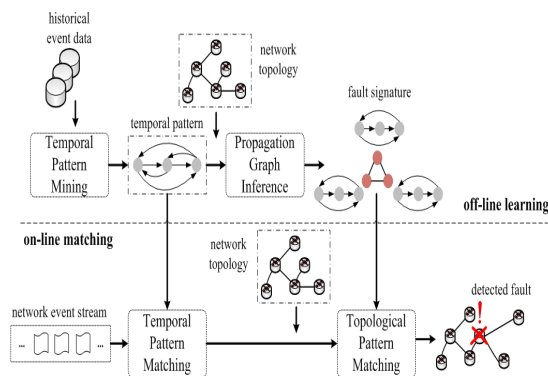 historical
event data
network
topology
temporal pattern
fault signature
Temporal
Pattern
Mining
Propagation
Graph
Inference
off-line learning
on-line matching
network
topology
detected fault
network event stream
... ...
Temporal
Pattern
Matching
Topological
Pattern
Matching
!